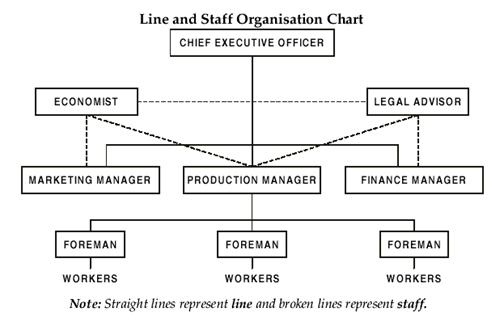 Line and Staff Organisation Chart
CHIEF EXECUTIVE OFFICER
ECONOMIST
LEGAL ADVISOR
MARKETING MANAGER
PRODUCTION MANAGER
FINANCE MANAGER
FOREMAN
FOREMAN
FOREMAN
WORKERS
WORKERS
WORKERS
Note: Straight lines represent line and broken lines represent staff.